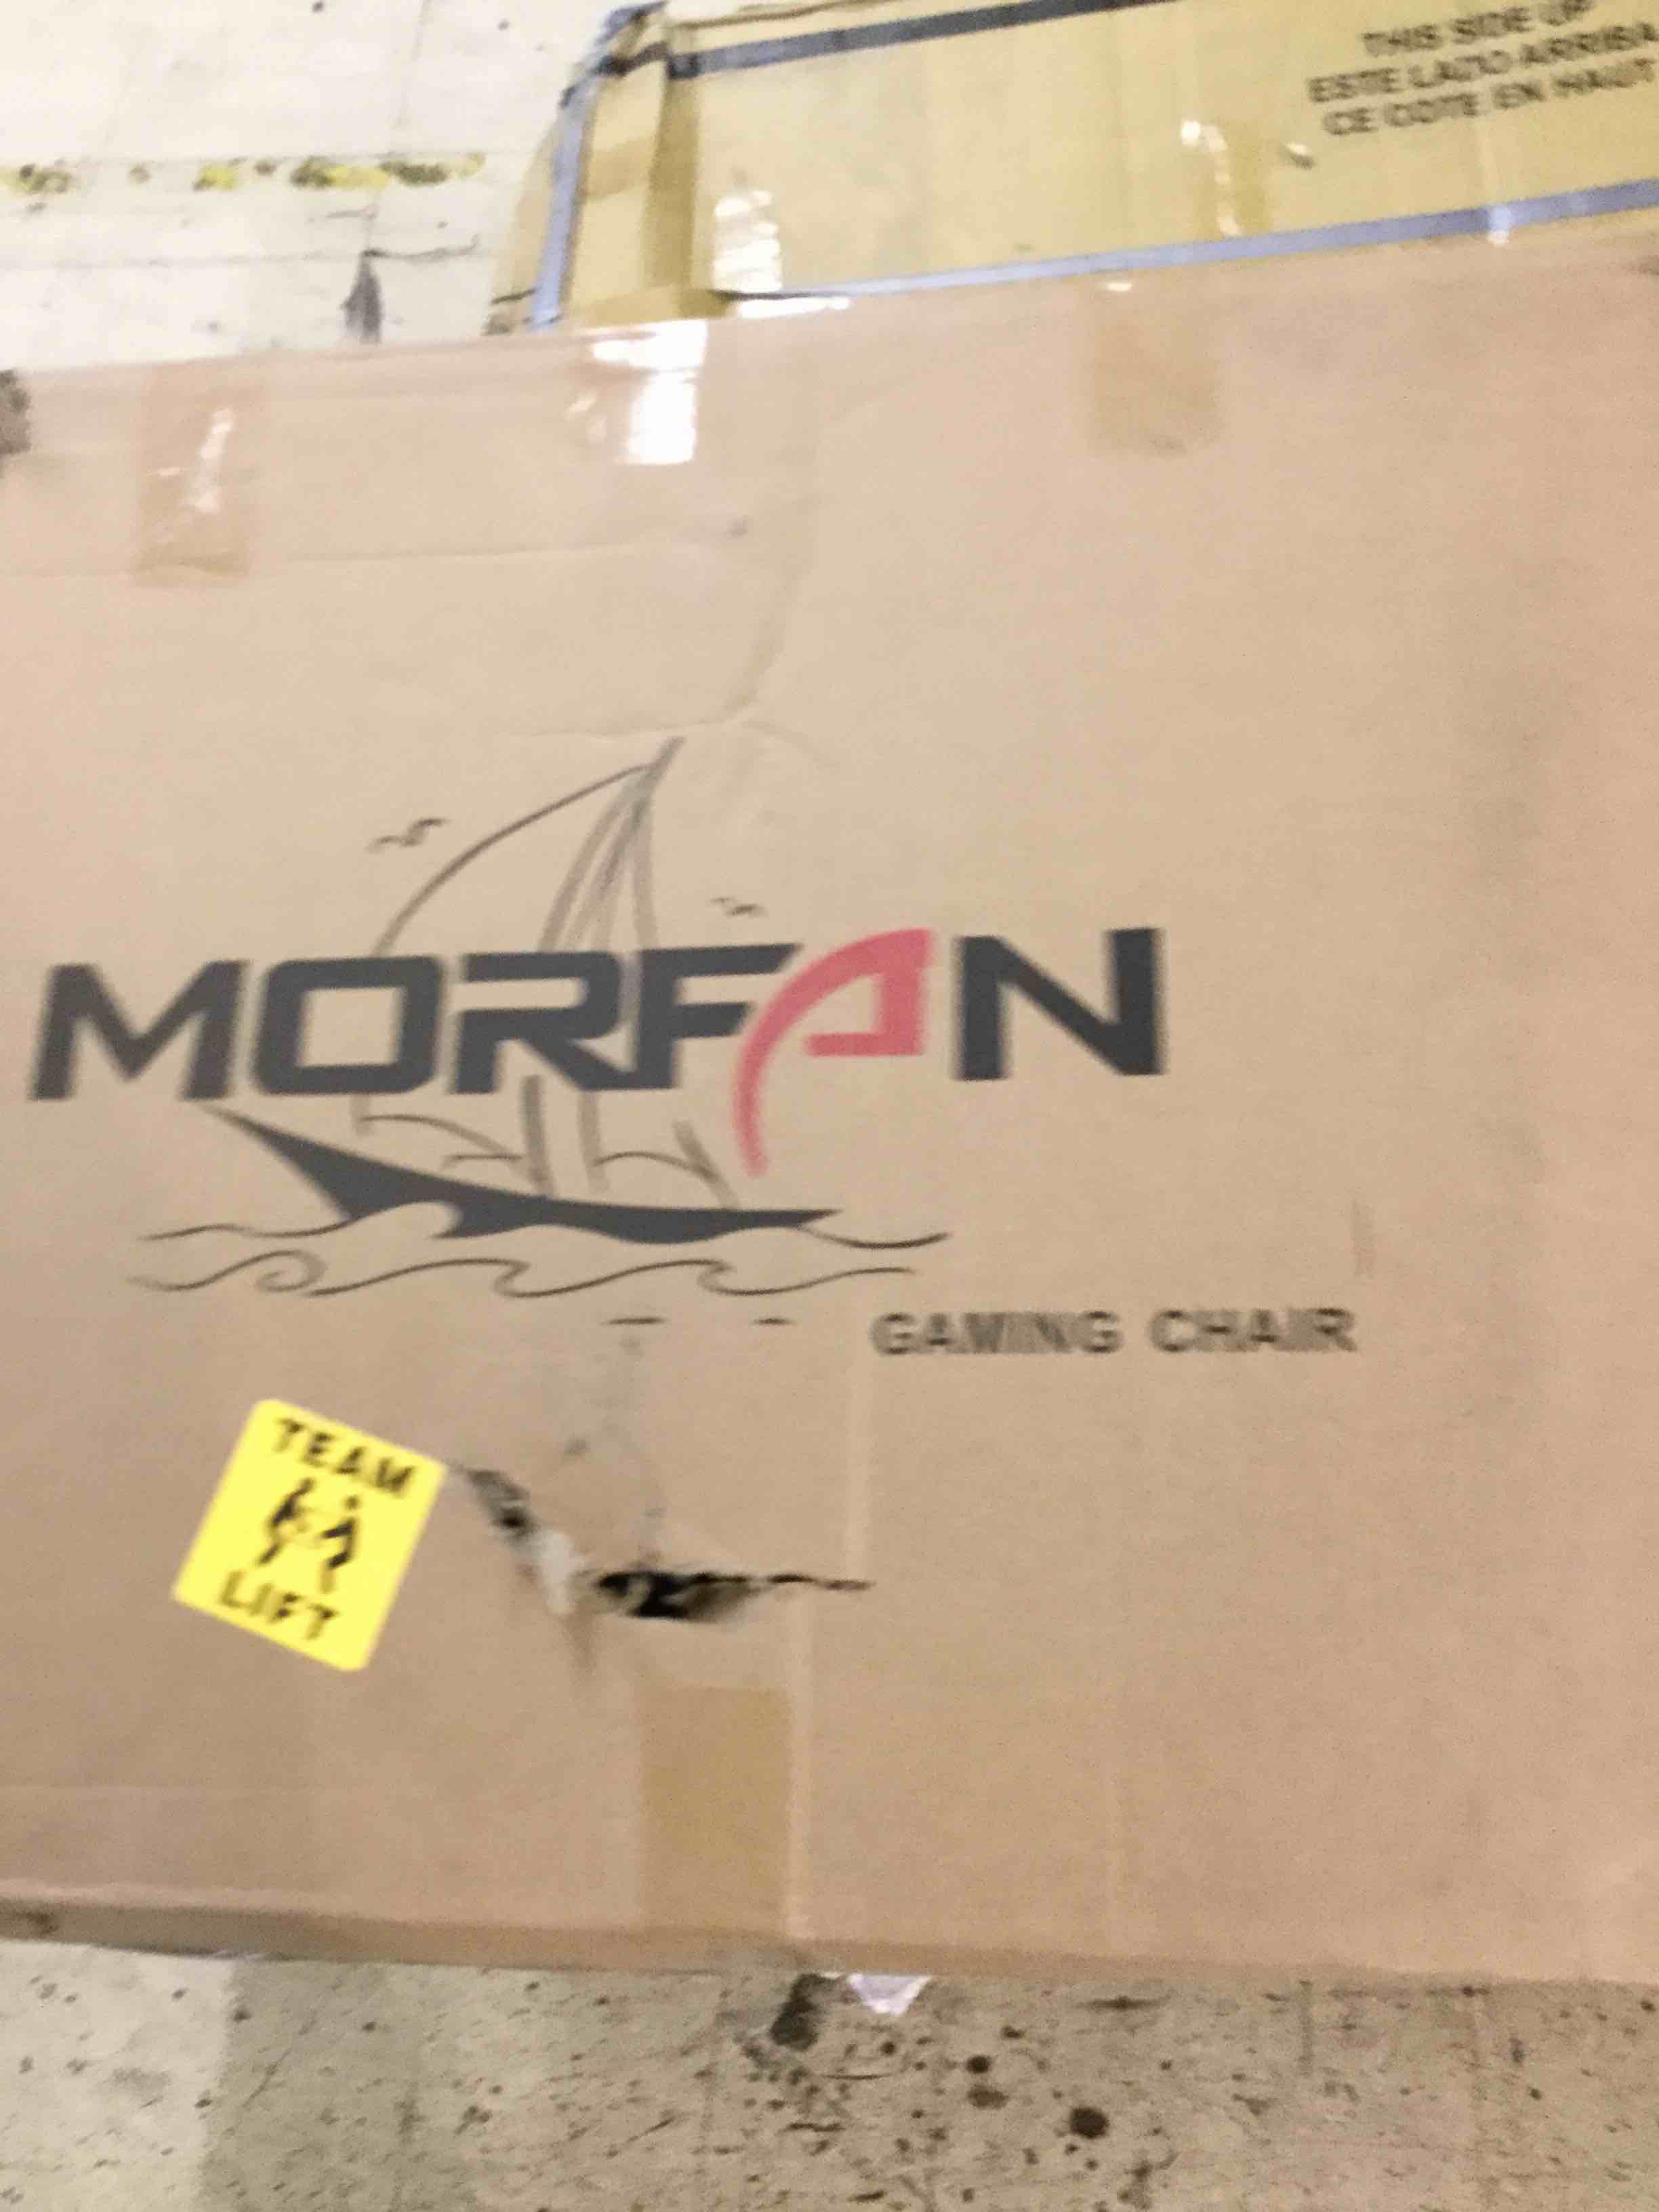 THIS SIDE UP
ESTE LADO ARRIBA
CE COTE EN HAUT
MORFAN
GAMING CHAIR
TEAM
LIFT